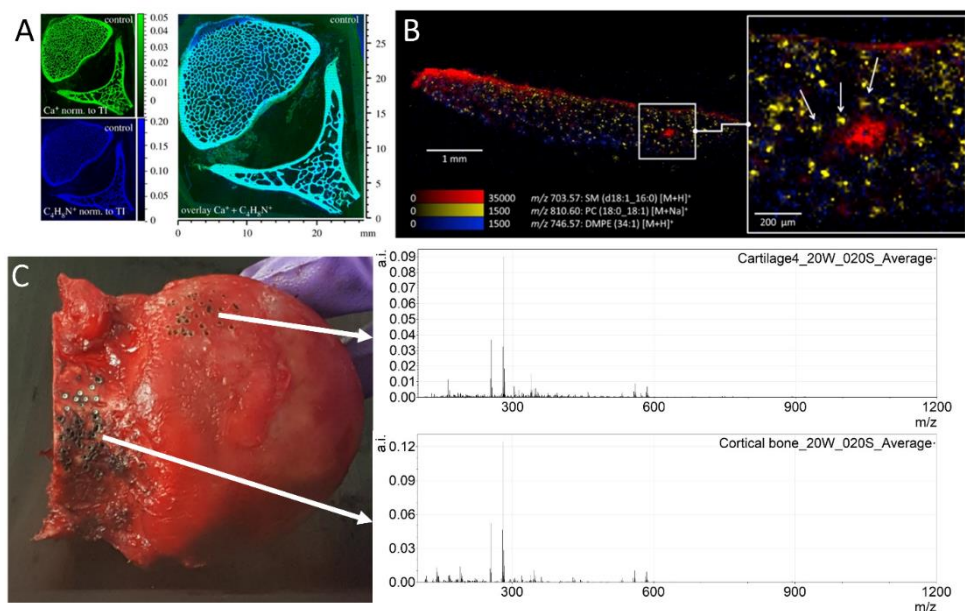 A
control
Ca⁺ norm. to TI
0.05
0.04
0.03
0.02
0.01
0
control
C₄H₈N⁺ norm. to TI
0.20
0.15
0.10
0.05
0
control
overlay Ca⁺ + C₄H₈N⁺
25
20
15
10
5
0
0 10 20 mm
B
1 mm
0 35000 m/z 703.57: SM (d18:1_16:0) [M+H]⁺
0 1500 m/z 810.60: PC (18:0_18:1) [M+Na]⁺
0 1500 m/z 746.57: DMPE (34:1) [M+H]⁺
200 µm
C
a.i.
Cartilage4_20W_020S_Average
0.09
0.08
0.07
0.06
0.05
0.04
0.03
0.02
0.01
0.00
300 600 900 1200
m/z
a.i.
Cortical bone_20W_020S_Average
0.12
0.09
0.06
0.03
0.00
300 600 900 1200
m/z